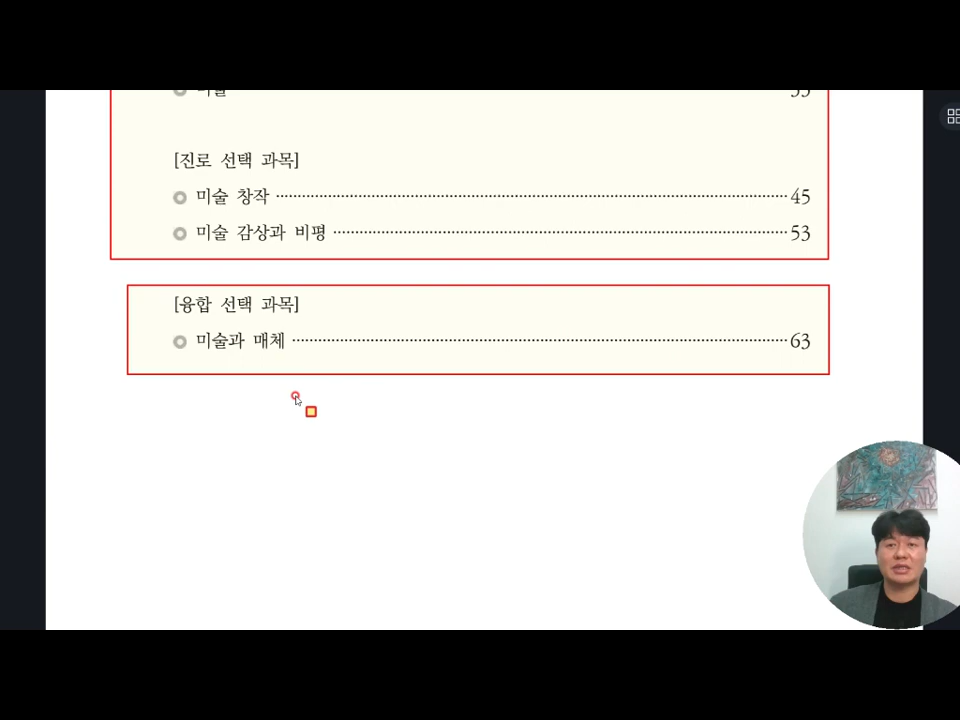 [진로 선택 과목]
미술 창작 45
미술 감상과 비평 53
[융합 선택 과목]
미술과 매체 63